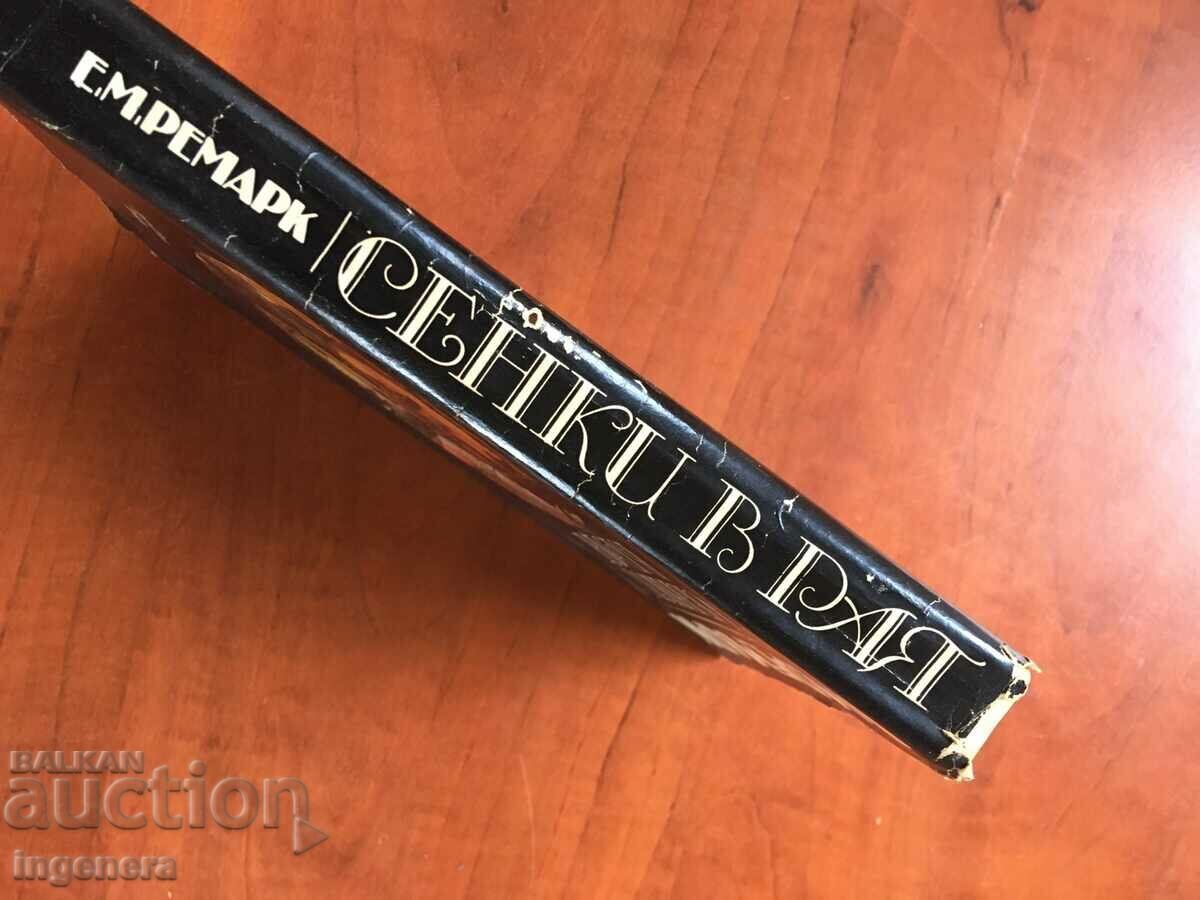 Е.М.РЕМАРК | СЕНКИ В РАЯ
BALKAN
auction
ingenera